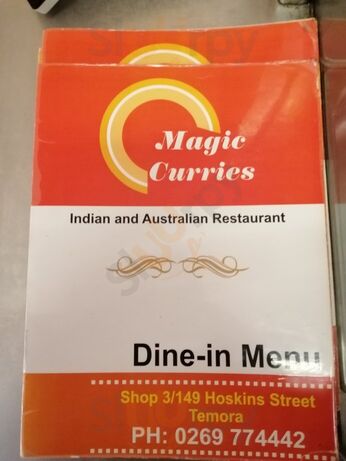 Magic
Curries
Indian and Australian Restaurant
Dine-in Menu
Shop 3/149 Hoskins Street
Temora
PH: 0269 774442